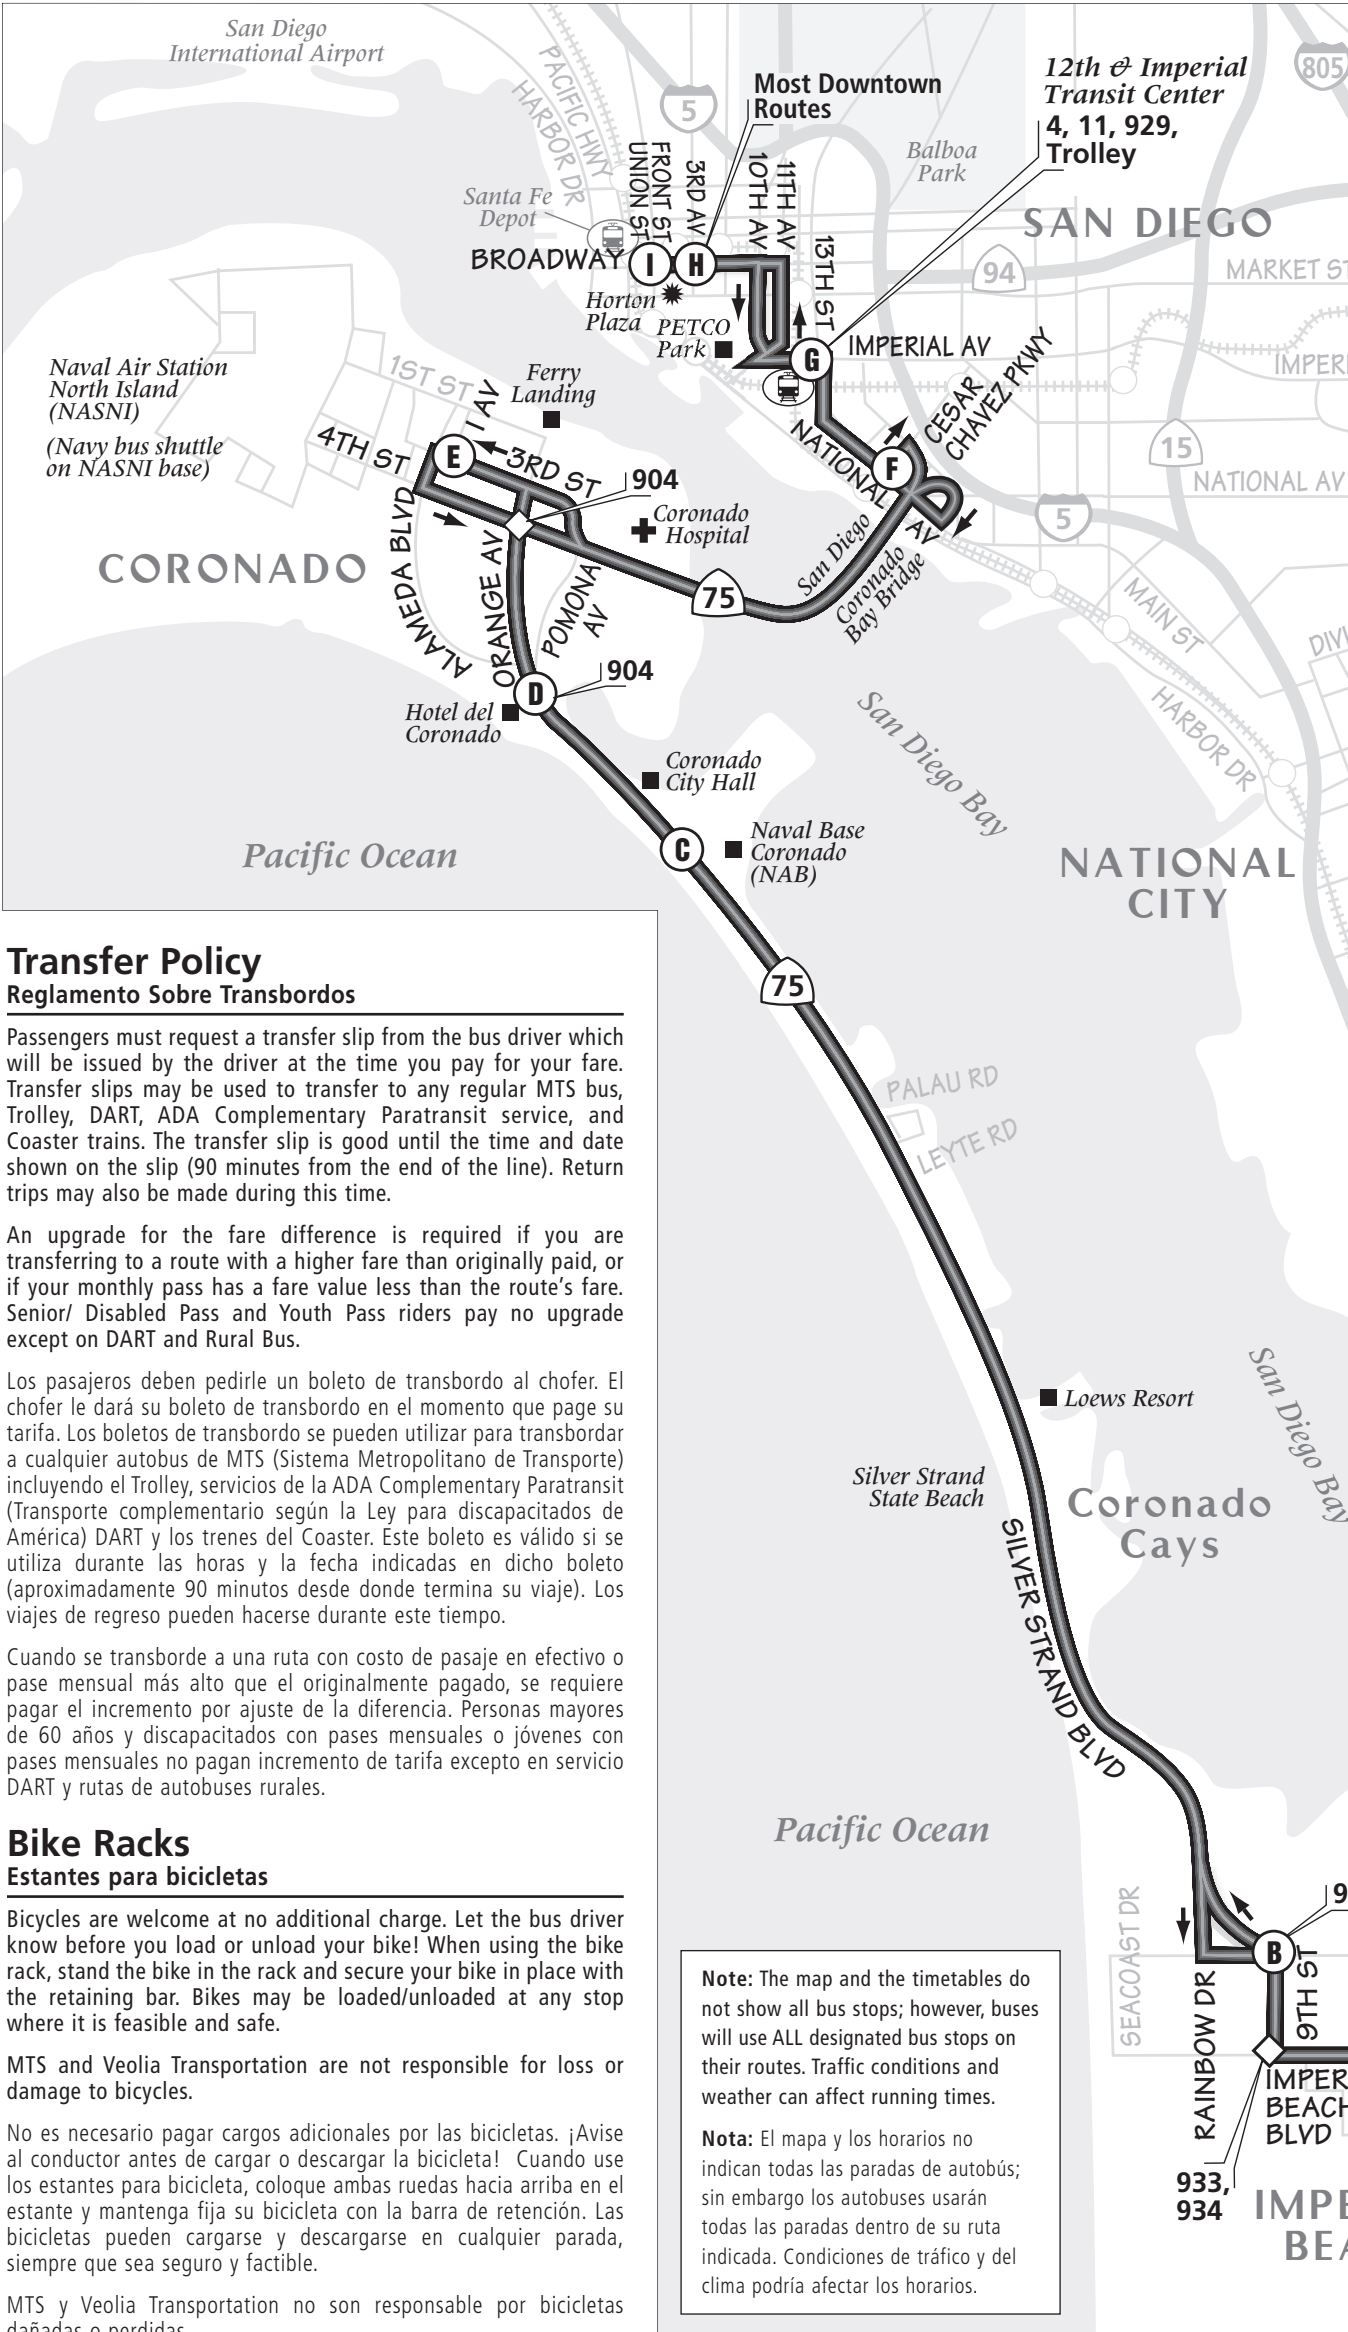 San Diego
International Airport
PACIFIC HWY
HARBOR DR
5
Most Downtown
Routes
12th & Imperial
Transit Center
4, 11, 929,
Trolley
805
Balboa
Park
SAN DIEGO
Santa Fe
Depot
UNION ST
FRONT ST
3RD AV
10TH AV
11TH AV
13TH ST
BROADWAY
I
H
94
MARKET ST
Horton
Plaza
PETCO
Park
G
IMPERIAL AV
CESAR
CHAVEZ PKWY
Naval Air Station
North Island
(NASNI)
(Navy bus shuttle
on NASNI base)
1ST ST
I AV
Ferry
Landing
4TH ST
E
3RD ST
904
NATIONAL AV
F
15
NATIONAL AV
Coronado
Hospital
5
CORONADO
ALAMEDA BLVD
ORANGE AV
POMONA
AV
75
San Diego
Coronado
Bay Bridge
MAIN ST
HARBOR DR
D
904
Hotel del
Coronado
San Diego Bay
Coronado
City Hall
Pacific Ocean
C
Naval Base
Coronado
(NAB)
NATIONAL
CITY
75
PALAU RD
LEYTE RD
Loews Resort
San Diego Bay
Silver Strand
State Beach
Coronado
Cays
SILVER STRAND BLVD
Pacific Ocean
SEACOAST DR
B
RAINBOW DR
9TH ST
BLVD
933,
934
Transfer Policy
Reglamento Sobre Transbordos
Passengers must request a transfer slip from the bus driver which
will be issued by the driver at the time you pay for your fare.
Transfer slips may be used to transfer to any regular MTS bus,
Trolley, DART, ADA Complementary Paratransit service, and
Coaster trains. The transfer slip is good until the time and date
shown on the slip (90 minutes from the end of the line). Return
trips may also be made during this time.
An upgrade for the fare difference is required if you are
transferring to a route with a higher fare than originally paid, or
if your monthly pass has a fare value less than the route's fare.
Senior/ Disabled Pass and Youth Pass riders pay no upgrade
except on DART and Rural Bus.
Los pasajeros deben pedirle un boleto de transbordo al chofer. El
chofer le dará su boleto de transbordo en el momento que page su
tarifa. Los boletos de transbordo se pueden utilizar para transbordar
a cualquier autobus de MTS (Sistema Metropolitano de Transporte)
incluyendo el Trolley, servicios de la ADA Complementary Paratransit
(Transporte complementario según la Ley para discapacitados de
América) DART y los trenes del Coaster. Este boleto es válido si se
utiliza durante las horas y la fecha indicadas en dicho boleto
(aproximadamente 90 minutos desde donde termina su viaje). Los
viajes de regreso pueden hacerse durante este tiempo.
Cuando se transborde a una ruta con costo de pasaje en efectivo o
pase mensual más alto que el originalmente pagado, se requiere
pagar el incremento por ajuste de la diferencia. Personas mayores
de 60 años y discapacitados con pases mensuales o jóvenes con
pases mensuales no pagan incremento de tarifa excepto en servicio
DART y rutas de autobuses rurales.
Bike Racks
Estantes para bicicletas
Bicycles are welcome at no additional charge. Let the bus driver
know before you load or unload your bike! When using the bike
rack, stand the bike in the rack and secure your bike in place with
the retaining bar. Bikes may be loaded/unloaded at any stop
where it is feasible and safe.
MTS and Veolia Transportation are not responsible for loss or
damage to bicycles.
No es necesario pagar cargos adicionales por las bicicletas. ¡Avise
al conductor antes de cargar o descargar la bicicleta! Cuando use
los estantes para bicicleta, coloque ambas ruedas hacia arriba en el
estante y mantenga fija su bicicleta con la barra de retención. Las
bicicletas pueden cargarse y descargarse en cualquier parada,
siempre que sea seguro y factible.
MTS y Veolia Transportation no son responsable por bicicletas
dañadas o perdidas.
Note: The map and the timetables do
not show all bus stops; however, buses
will use ALL designated bus stops on
their routes. Traffic conditions and
weather can affect running times.
Nota: El mapa y los horarios no
indican todas las paradas de autobús;
sin embargo los autobuses usarán
todas las paradas dentro de su ruta
indicada. Condiciones de tráfico y del
clima podría afectar los horarios.